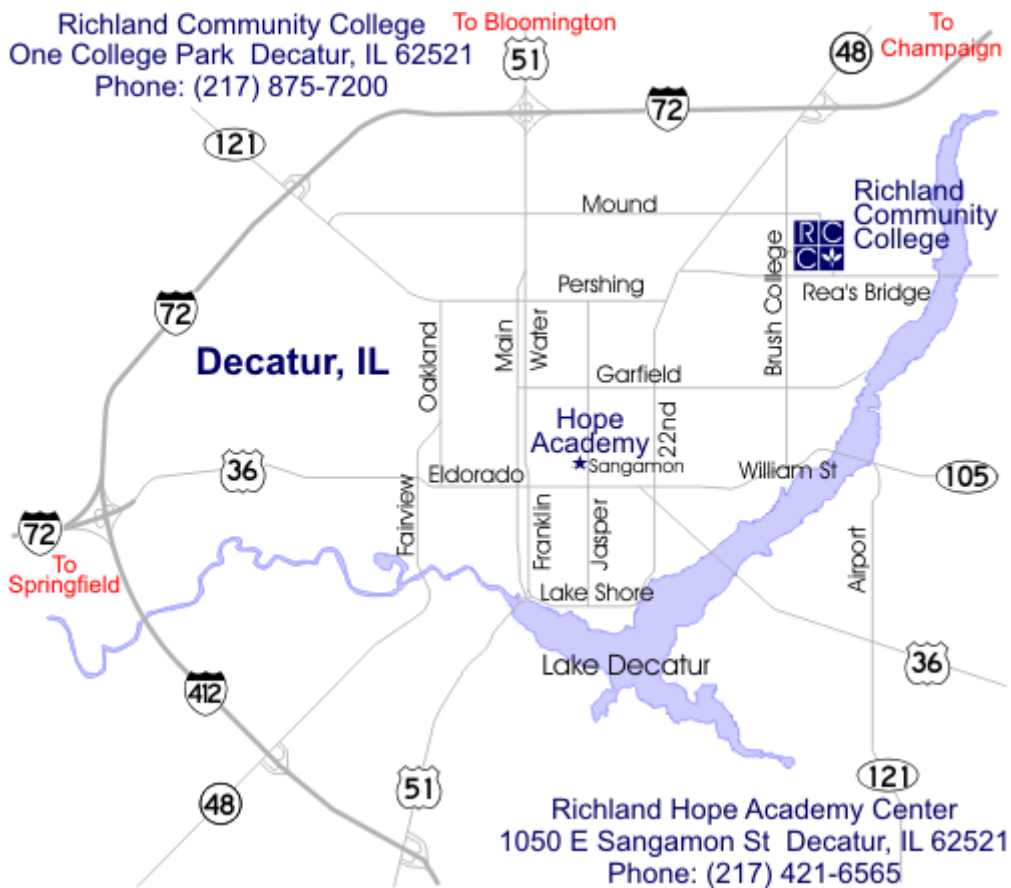 Richland Community College
One College Park Decatur, IL 62521
Phone: (217) 875-7200
To Bloomington
51
48
To
Champaign
72
121
Mound
Richland
Community
College
RC
C
Pershing
Brush College
Rea's Bridge
72
Oakland
Main
Water
Decatur, IL
Garfield
Hope
Academy
22nd
Sangamon
36
Eldorado
William St
105
72
To
Springfield
Fairview
Franklin
Jasper
Airport
Lake Shore
Lake Decatur
36
412
48
51
121
Richland Hope Academy Center
1050 E Sangamon St Decatur, IL 62521
Phone: (217) 421-6565